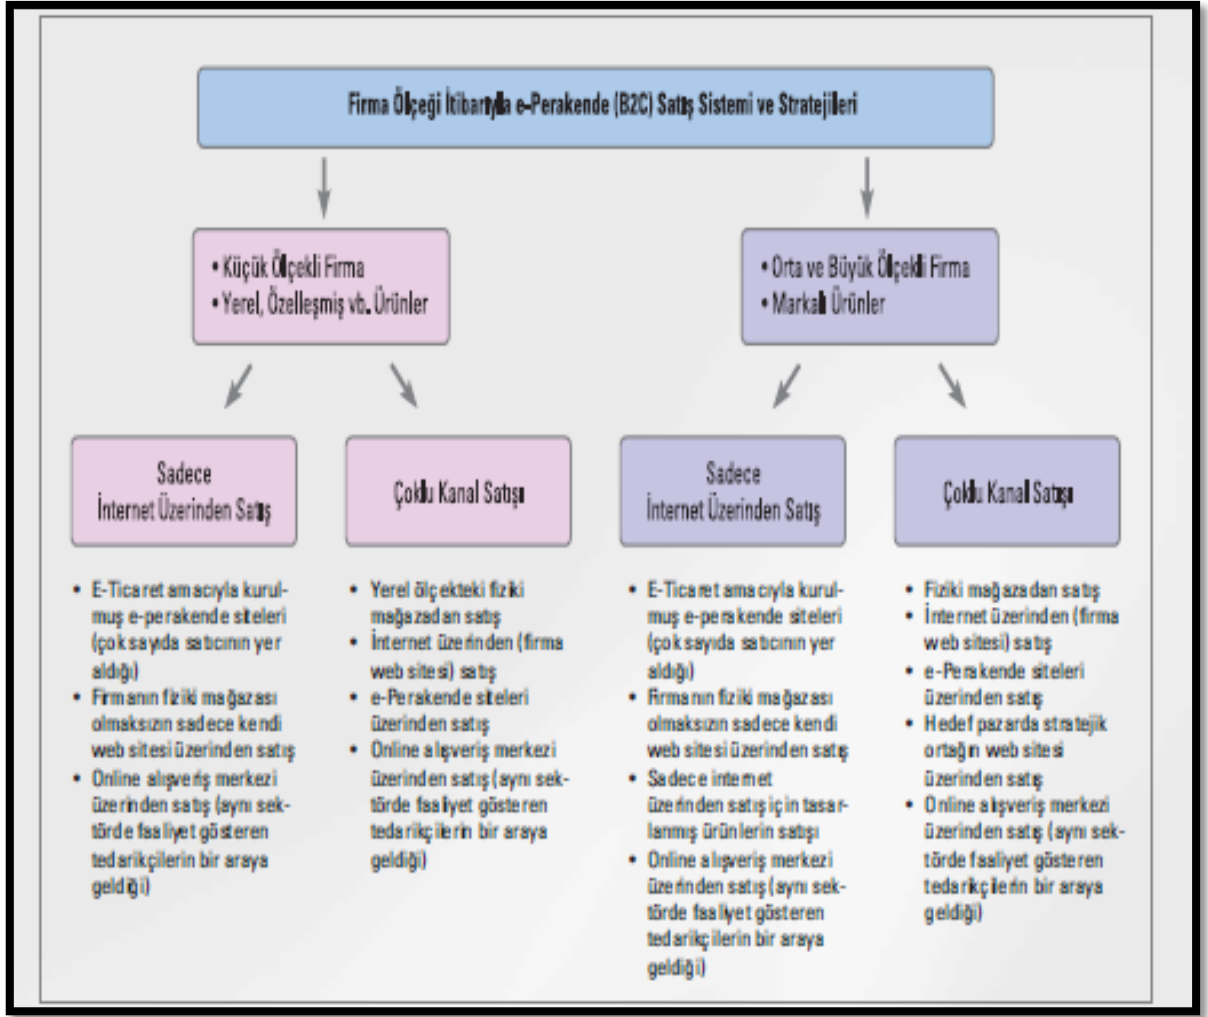 Firma Ölçeği İtibarıyla e-Perakende (B2C) Satış Sistemi ve Stratejileri
• Küçük Ölçekli Firma
• Yerel, Özelleşmiş vb. Ürünler
• Orta ve Büyük Ölçekli Firma
• Markalı Ürünler
Sadece
İnternet Üzerinden Satış
Çoklu Kanal Satışı
Sadece
İnternet Üzerinden Satış
Çoklu Kanal Satışı
• E-Ticaret amacıyla kurul-
muş e-perakende siteleri
(çok sayıda satıcının yer
aldığı)
• Firmanın fiziki mağazası
olmaksızın sadece kendi
web sitesi üzerinden satış
• Online alışveriş merkezi
üzerinden satış (aynı sek-
törde faaliyet gösteren
tedarikçilerin bir araya
geldiği)
• Yerel ölçekteki fiziki
mağazadan satış
• İnternet üzerinden (firma
web sitesi) satış
• e-Perakende siteleri
üzerinden satış
• Online alışveriş merkezi
üzerinden satış (aynı sek-
törde faaliyet gösteren
tedarikçilerin bir araya
geldiği)
• E-Ticaret amacıyla kurul-
muş e-perakende siteleri
(çok sayıda satıcının yer
aldığı)
• Firmanın fiziki mağazası
olmaksızın sadece kendi
web sitesi üzerinden satış
• Sadece internet
üzerinden satış için tasar-
lanmış ürünlerin satışı
• Online alışveriş merkezi
üzerinden satış (aynı sek-
törde faaliyet gösteren
tedarikçilerin bir araya
geldiği)
• Fiziki mağazadan satış
• İnternet üzerinden (firma
web sitesi) satış
• e-Perakende siteleri
üzerinden satış
• Hedef pazarda stratejik
ortağın web sitesi
üzerinden satış
• Online alışveriş merkezi
üzerinden satış (aynı sek-
törde faaliyet gösteren
tedarikçilerin bir araya
geldiği)